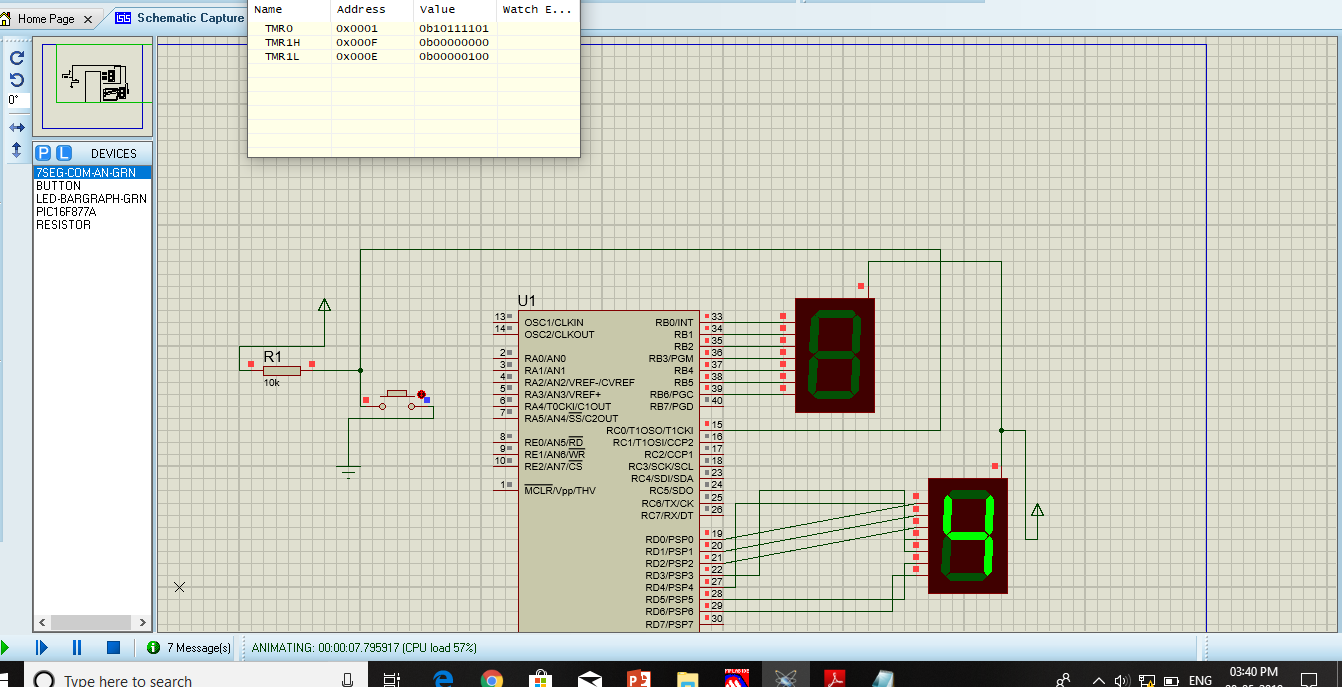 Name Address Value Watch E...
TMR0 0x0001 0b10111101
TMR1H 0x000F 0b00000000
TMR1L 0x000E 0b00000100
Home Page
Schematic Capture
0°
P L DEVICES
7SEG-COM-AN-GRN
BUTTON
LED-BARGRAPH-GRN
PIC16F877A
RESISTOR
R1
10k
U1
13 OSC1/CLKIN
14 OSC2/CLKOUT
2 RA0/AN0
3 RA1/AN1
4 RA2/AN2/VREF-/CVREF
5 RA3/AN3/VREF+
6 RA4/T0CKI/C1OUT
7 RA5/AN4/SS/C2OUT
8 RE0/AN5/RD
9 RE1/AN6/WR
10 RE2/AN7/CS
1 MCLR/Vpp/THV
RB0/INT 33
RB1 34
RB2 35
RB3/PGM 36
RB4 37
RB5 38
RB6/PGC 39
RB7/PGD 40
RC0/T1OSO/T1CKI 15
RC1/T1OSI/CCP2 16
RC2/CCP1 17
RC3/SCK/SCL 18
RC4/SDI/SDA 23
RC5/SDO 24
RC6/TX/CK 25
RC7/RX/DT 26
RD0/PSP0 19
RD1/PSP1 20
RD2/PSP2 21
RD3/PSP3 22
RD4/PSP4 27
RD5/PSP5 28
RD6/PSP6 29
RD7/PSP7 30
4
7 Message(s)
ANIMATING: 00:00:07.795917 (CPU load 57%)
Type here to search
ENG
03:40 PM